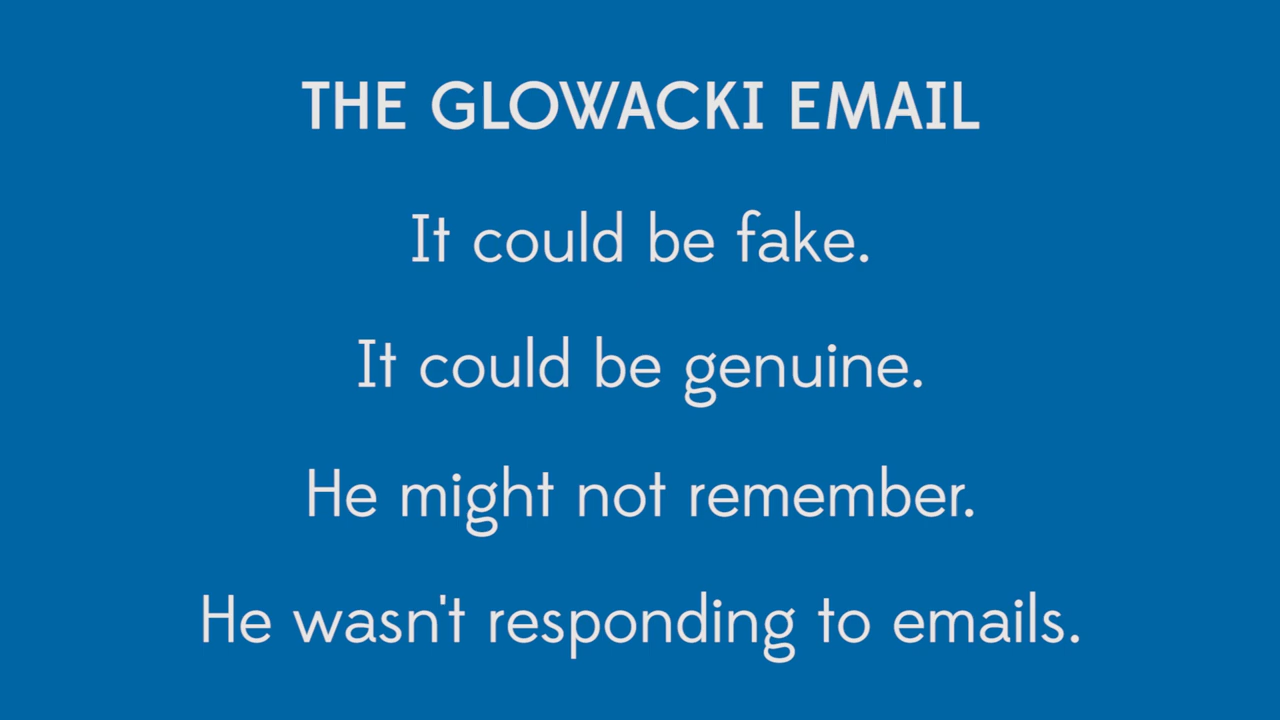 THE GLOWACKI EMAIL
It could be fake.
It could be genuine.
He might not remember.
He wasn't responding to emails.